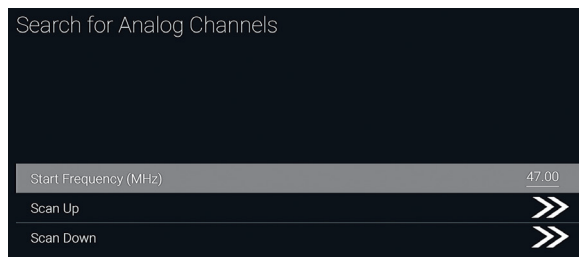 Search for Analog Channels
Start Frequency (MHz) 47.00
Scan Up
Scan Down